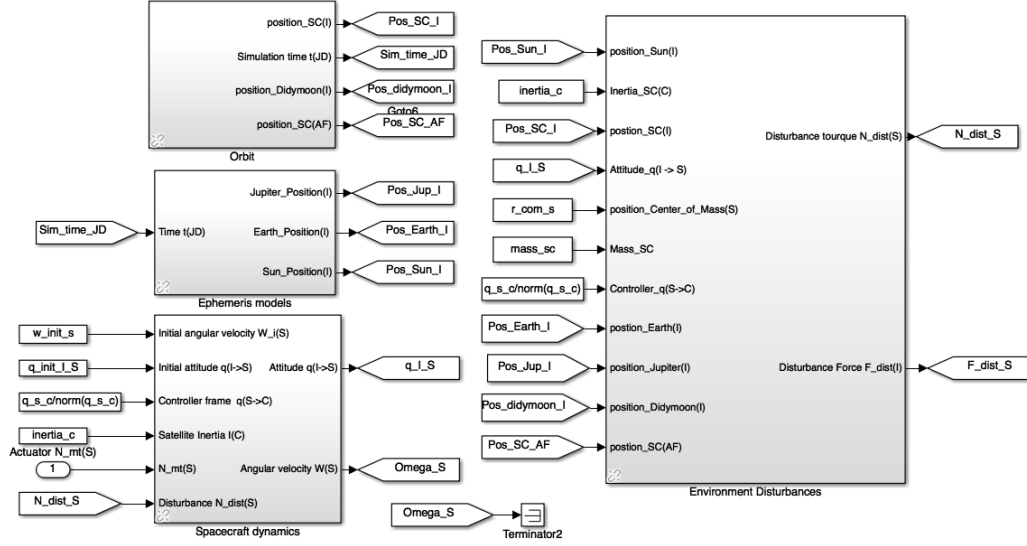 position_SC(I)
Pos_SC_I
Simulation time t(JD)
Sim_time_JD
position_Didymoon(I)
Pos_didymoon_I
Goto6
position_SC(AF)
Pos_SC_AF
Orbit
Sim_time_JD
Time t(JD)
Jupiter_Position(I)
Pos_Jup_I
Earth_Position(I)
Pos_Earth_I
Sun_Position(I)
Pos_Sun_I
Ephemeris models
w_init_s
Initial angular velocity W_i(S)
q_init_I_S
Initial attitude q(I->S)
Attitude q(I->S)
q_I_S
q_s_c/norm(q_s_c)
Controller frame q(S->C)
inertia_c
Satellite Inertia I(C)
Actuator N_mt(S)
1
N_mt(S)
Angular velocity W(S)
Omega_S
N_dist_S
Disturbance N_dist(S)
Spacecraft dynamics
Omega_S
Terminator2
Pos_Sun_I
position_Sun(I)
inertia_c
Inertia_SC(C)
Pos_SC_I
postion_SC(I)
Disturbance tourque N_dist(S)
N_dist_S
q_I_S
Attitude_q(I -> S)
r_com_s
position_Center_of_Mass(S)
mass_sc
Mass_SC
q_s_c/norm(q_s_c)
Controller_q(S->C)
Pos_Earth_I
postion_Earth(I)
Pos_Jup_I
position_Jupiter(I)
Disturbance Force F_dist(I)
F_dist_S
Pos_didymoon_I
position_Didymoon(I)
Pos_SC_AF
postion_SC(AF)
Environment Disturbances